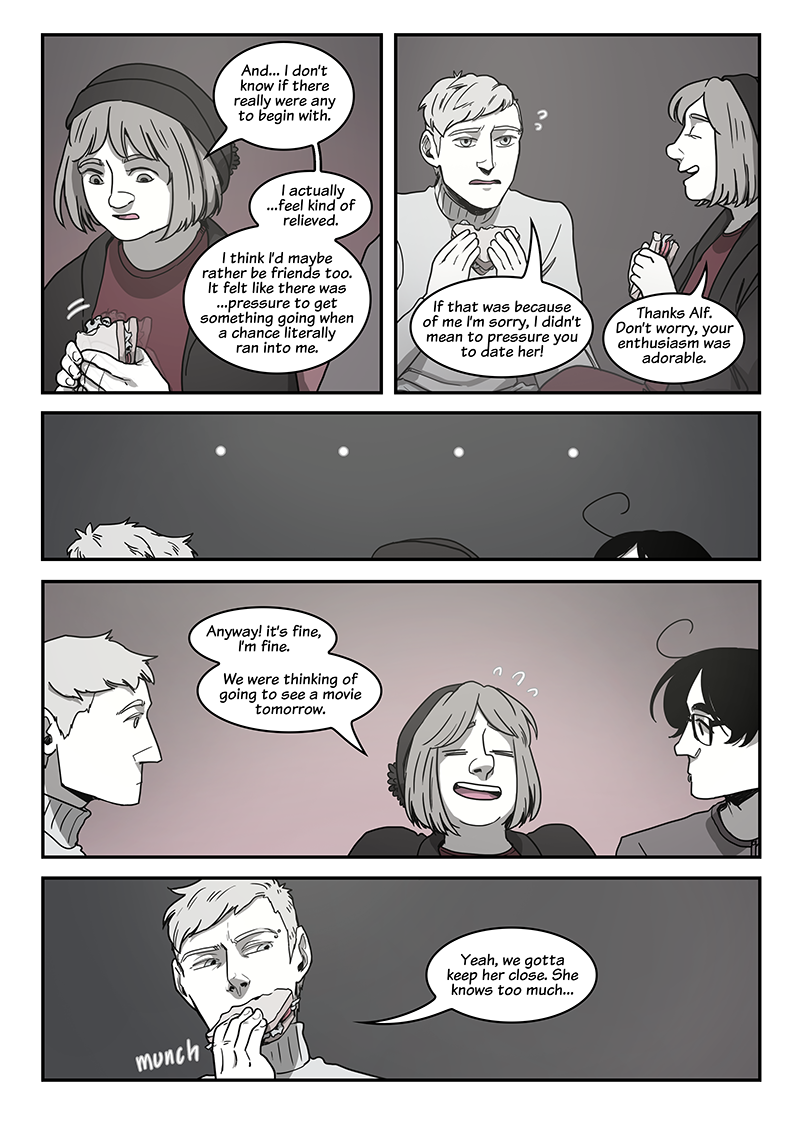 And... I don't
know if there
really were any
to begin with.
I actually
...feel kind of
relieved.
I think I'd maybe
rather be friends too.
It felt like there was
...pressure to get
something going when
a chance literally
ran into me.
?
?
If that was because
of me I'm sorry, I didn't
mean to pressure you
to date her!
Thanks Alf.
Don't worry, your
enthusiasm was
adorable.
Anyway! it's fine,
I'm fine.
We were thinking of
going to see a movie
tomorrow.
Yeah, we gotta
keep her close. She
knows too much...
munch